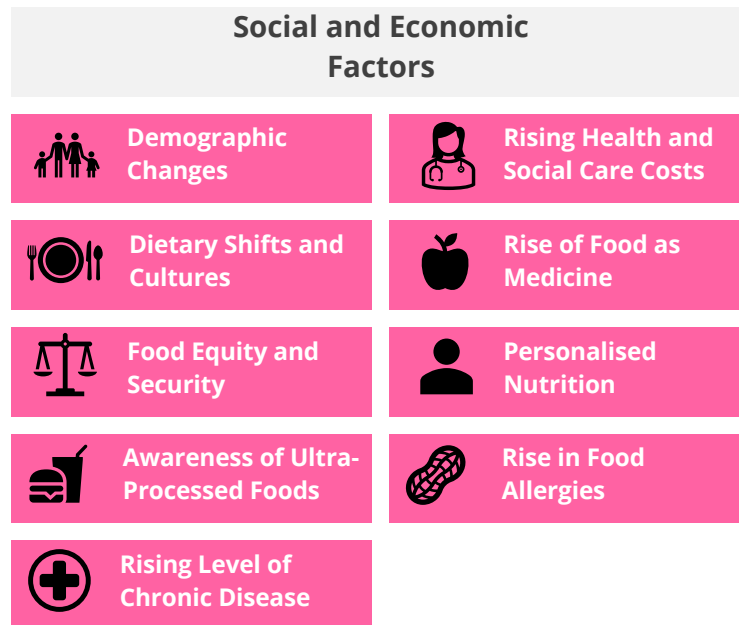 Social and Economic
Factors
Demographic
Changes
Rising Health and
Social Care Costs
Dietary Shifts and
Cultures
Rise of Food as
Medicine
Food Equity and
Security
Personalised
Nutrition
Awareness of Ultra-
Processed Foods
Rise in Food
Allergies
Rising Level of
Chronic Disease